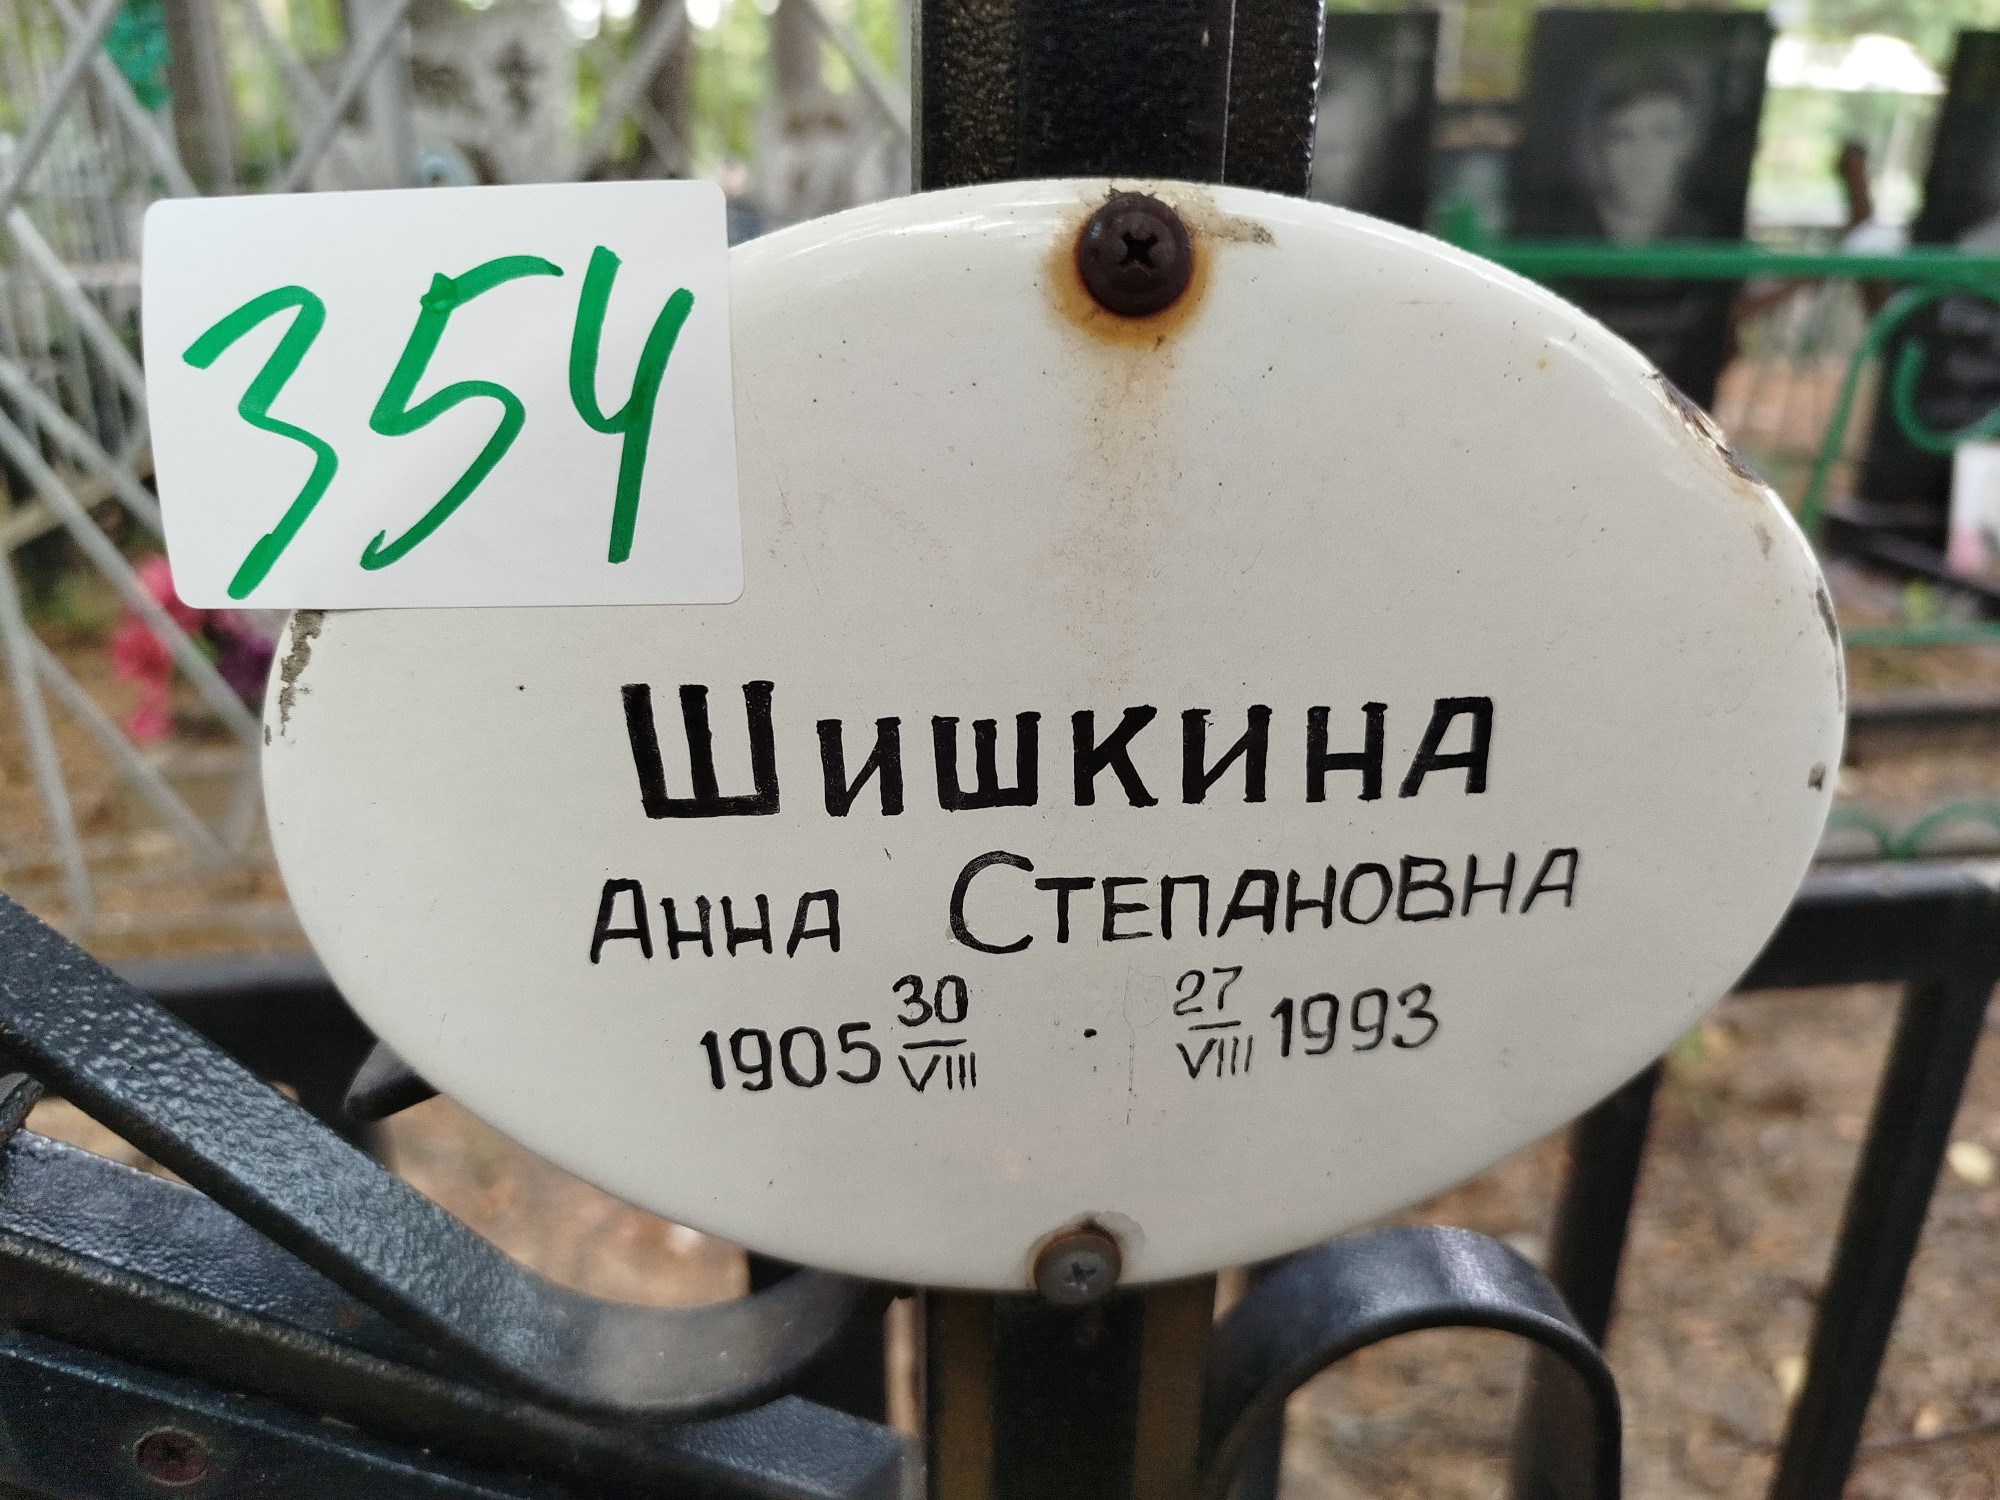 354
Шишкина
Анна Степановна
1905 30/VIII · 27/VIII 1993